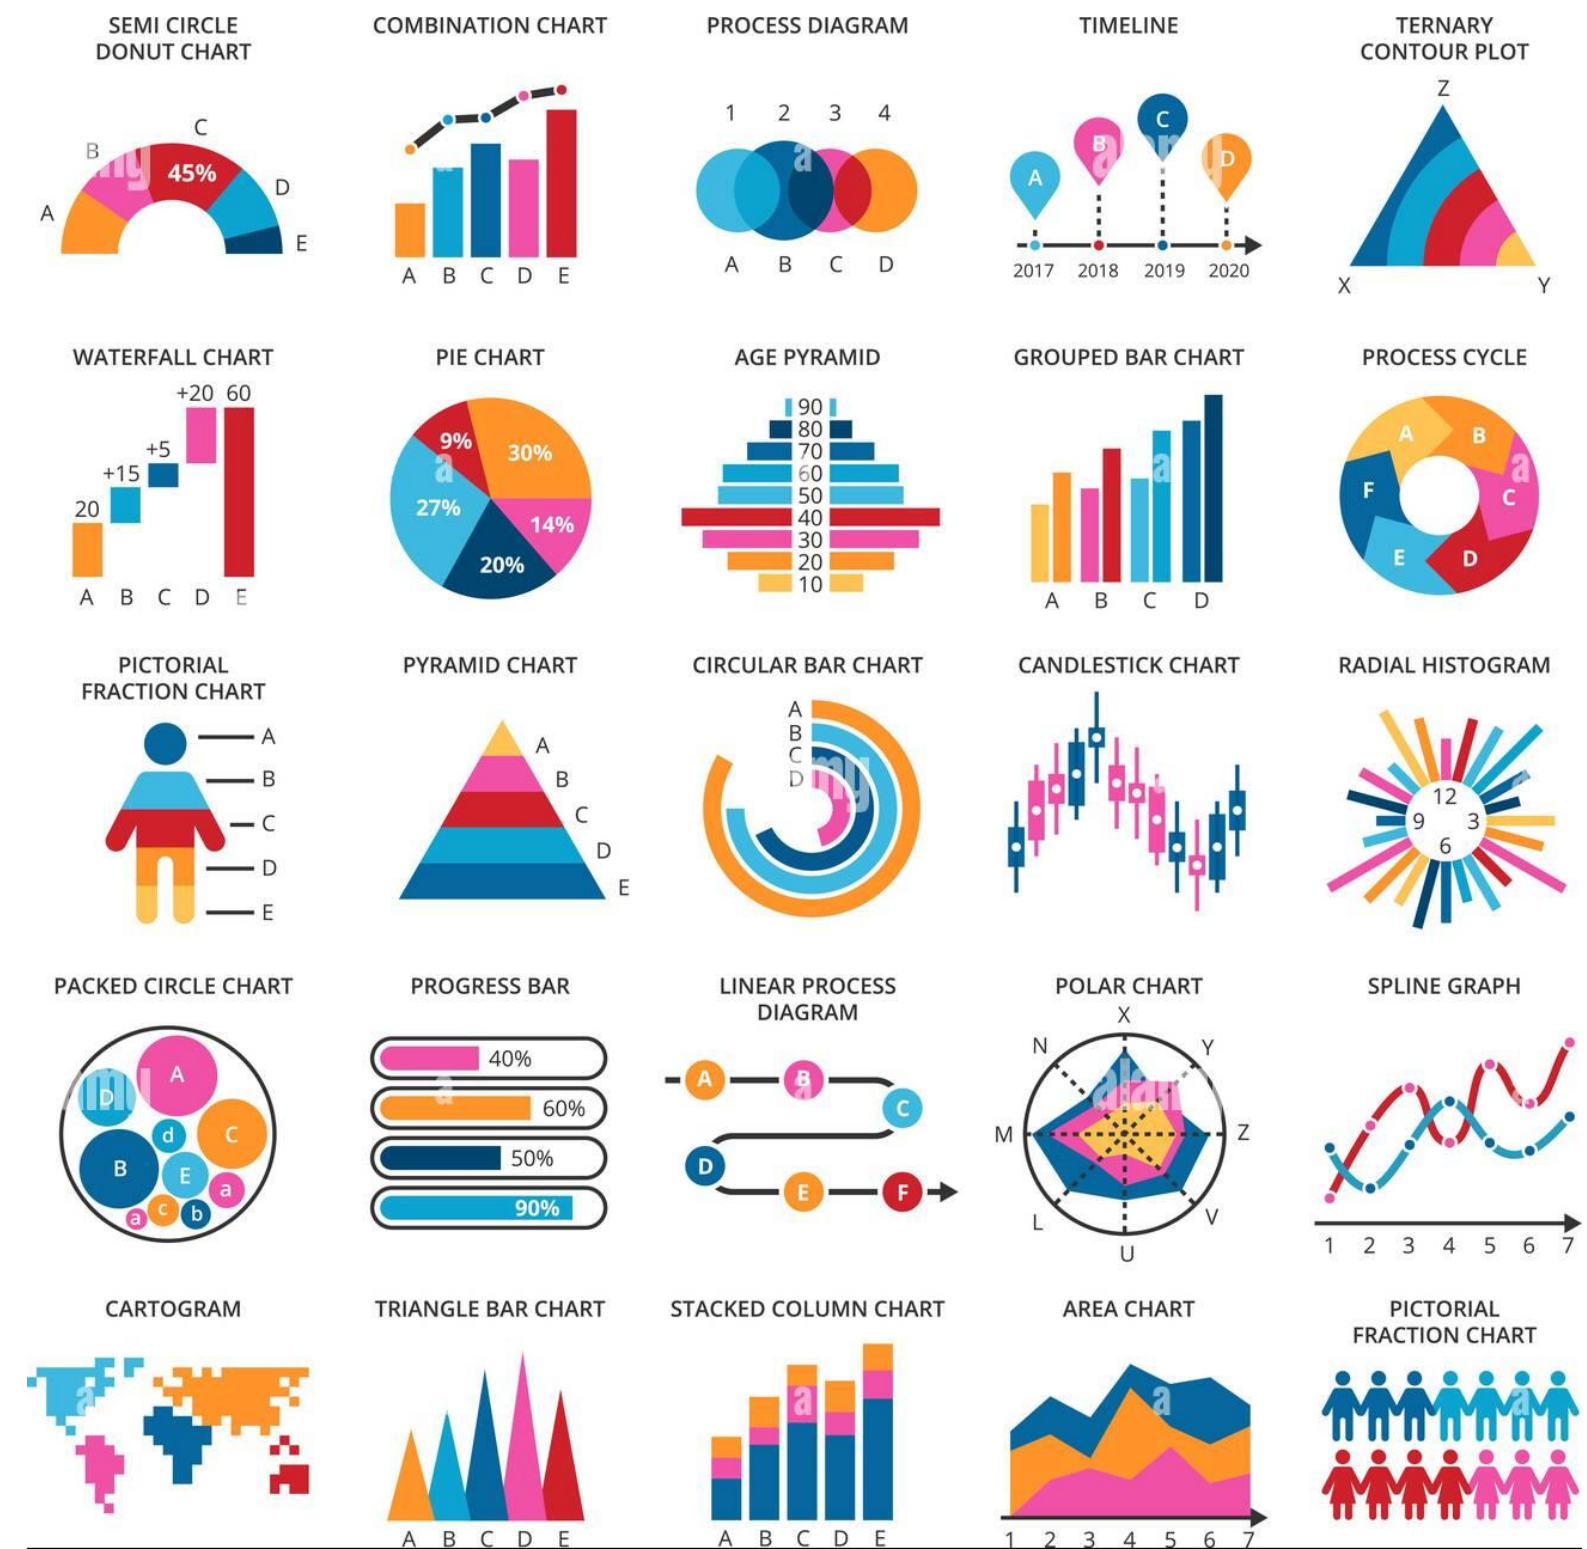 SEMI CIRCLE
DONUT CHART
A
B
C
45%
D
E
COMBINATION CHART
A B C D E
PROCESS DIAGRAM
1 2 3 4
A B C D
TIMELINE
A
B
C
D
2017 2018 2019 2020
TERNARY
CONTOUR PLOT
Z
X Y
WATERFALL CHART
+20 60
+5
+15
20
A B C D E
PIE CHART
9%
30%
27%
14%
20%
AGE PYRAMID
90
80
70
60
50
40
30
20
10
GROUPED BAR CHART
A B C D
PROCESS CYCLE
A B
F C
E D
PICTORIAL
FRACTION CHART
A
B
C
D
E
PYRAMID CHART
A
B
C
D
E
CIRCULAR BAR CHART
A
B
C
D
CANDLESTICK CHART
RADIAL HISTOGRAM
12
9 3
6
PACKED CIRCLE CHART
A
D
C
d
B
E
a
a c b
PROGRESS BAR
40%
60%
50%
90%
LINEAR PROCESS
DIAGRAM
A B
C
D
E F
POLAR CHART
X
N Y
M Z
L V
U
SPLINE GRAPH
1 2 3 4 5 6 7
CARTOGRAM
TRIANGLE BAR CHART
A B C D E
STACKED COLUMN CHART
A B C D E
AREA CHART
1 2 3 4 5 6 7
PICTORIAL
FRACTION CHART